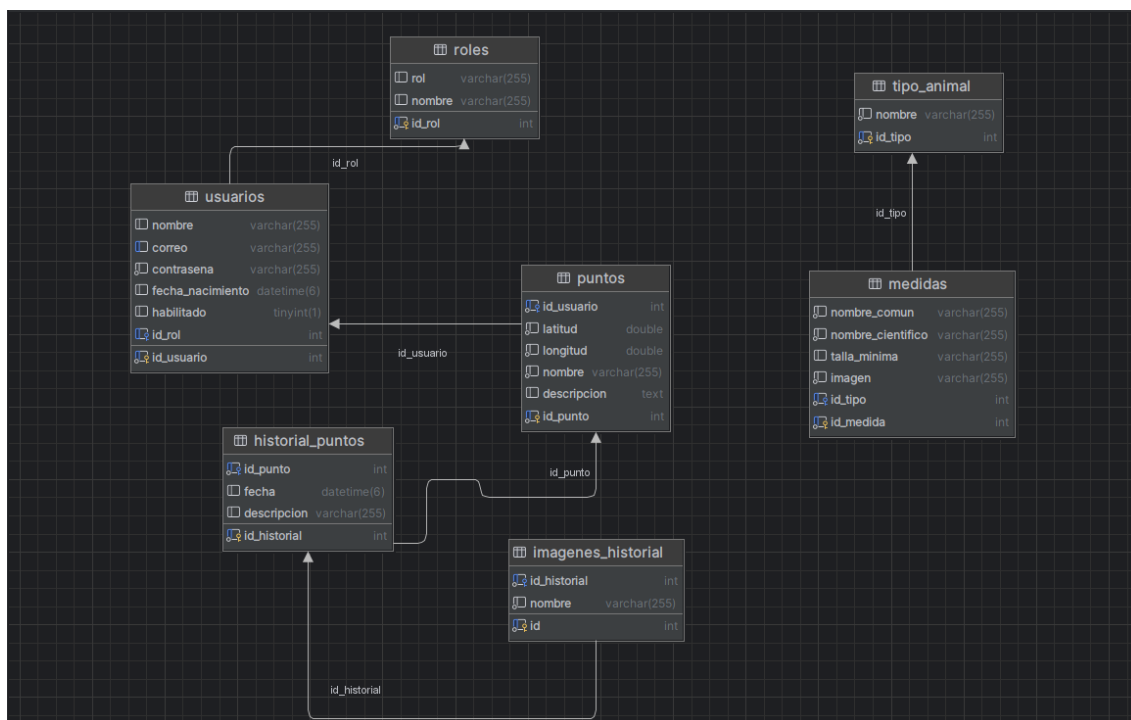 roles
rol varchar(255)
nombre varchar(255)
id_rol int
id_rol
usuarios
nombre varchar(255)
correo varchar(255)
contrasena varchar(255)
fecha_nacimiento datetime(6)
habilitado tinyint(1)
id_rol int
id_usuario int
id_usuario
puntos
id_usuario int
latitud double
longitud double
nombre varchar(255)
descripcion text
id_punto int
tipo_animal
nombre varchar(255)
id_tipo int
id_tipo
medidas
nombre_comun varchar(255)
nombre_cientifico varchar(255)
talla_minima varchar(255)
imagen varchar(255)
id_tipo int
id_medida int
historial_puntos
id_punto int
fecha datetime(6)
descripcion varchar(255)
id_historial int
id_punto
imagenes_historial
id_historial int
nombre varchar(255)
id int
id_historial